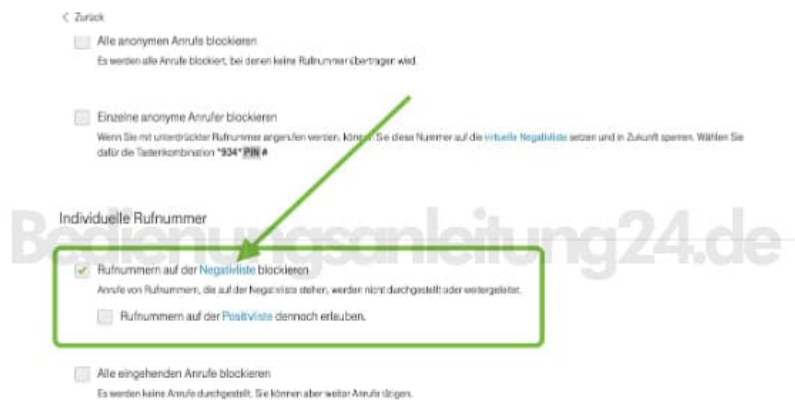 < Zurück
Alle anonymen Anrufe blockieren
Es werden alle Anrufe blockiert, bei denen keine Rufnummer übertragen wird.
Einzelne anonyme Anrufer blockieren
Wenn Sie mit unterdrückter Rufnummer angerufen werden, können Sie diese Nummer auf die virtuelle Negativliste setzen und in Zukunft sperren. Wählen Sie
dafür die Tastenkombination *934* PIN #
Individuelle Rufnummer
Bedienungsanleitung24.de
Rufnummern auf der Negativliste blockieren
Anrufe von Rufnummern, die auf der Negativliste stehen, werden nicht durchgestellt oder weitergeleitet.
Rufnummern auf der Positivliste dennoch erlauben.
Alle eingehenden Anrufe blockieren
Es werden keine Anrufe durchgestellt. Sie können aber weiter Anrufe tätigen.